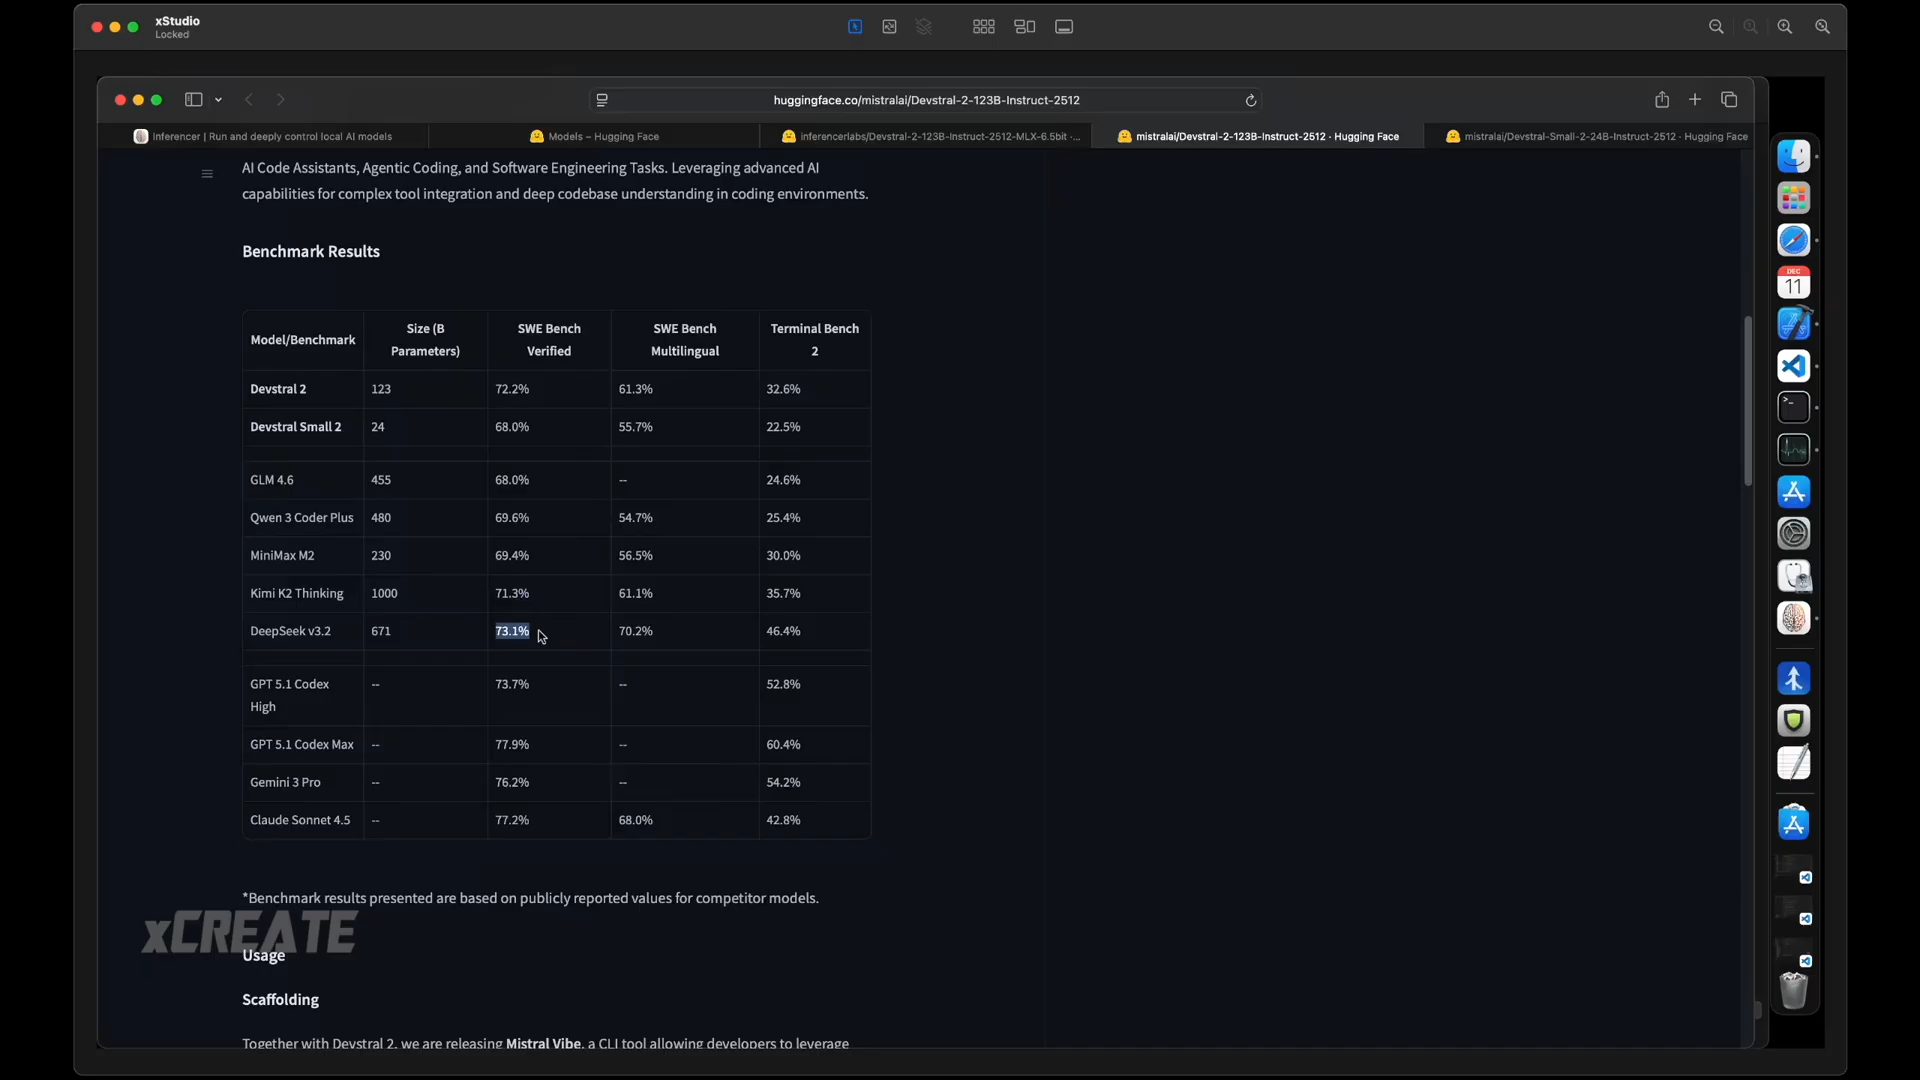 xStudio
Locked
huggingface.co/mistralai/Devstral-2-123B-Instruct-2512
Inferencer | Run and deeply control local AI models
Models – Hugging Face
inferencerlabs/Devstral-2-123B-Instruct-2512-MLX-6.5bit ·...
mistralai/Devstral-2-123B-Instruct-2512 · Hugging Face
mistralai/Devstral-Small-2-24B-Instruct-2512 · Hugging Face
AI Code Assistants, Agentic Coding, and Software Engineering Tasks. Leveraging advanced AI
capabilities for complex tool integration and deep codebase understanding in coding environments.
Benchmark Results
Model/Benchmark Size (B Parameters) SWE Bench Verified SWE Bench Multilingual Terminal Bench 2
Devstral 2 123 72.2% 61.3% 32.6%
Devstral Small 2 24 68.0% 55.7% 22.5%
GLM 4.6 455 68.0% -- 24.6%
Qwen 3 Coder Plus 480 69.6% 54.7% 25.4%
MiniMax M2 230 69.4% 56.5% 30.0%
Kimi K2 Thinking 1000 71.3% 61.1% 35.7%
DeepSeek v3.2 671 73.1% 70.2% 46.4%
GPT 5.1 Codex High -- 73.7% -- 52.8%
GPT 5.1 Codex Max -- 77.9% -- 60.4%
Gemini 3 Pro -- 76.2% -- 54.2%
Claude Sonnet 4.5 -- 77.2% 68.0% 42.8%
*Benchmark results presented are based on publicly reported values for competitor models.
xCREATE
Usage
Scaffolding
Together with Devstral 2, we are releasing Mistral Vibe, a CLI tool allowing developers to leverage
DEC
11